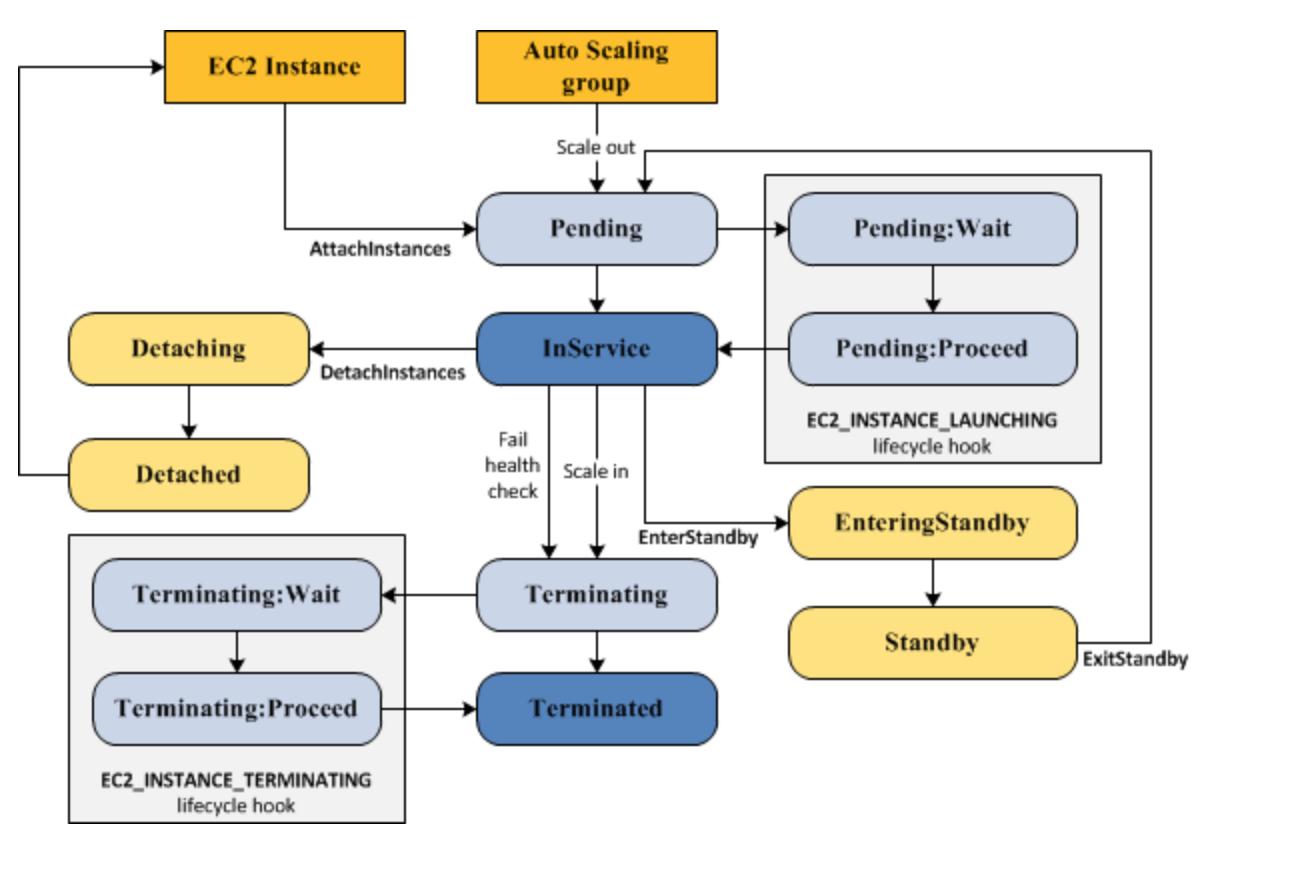 EC2 Instance
Auto Scaling
group
Scale out
Pending
Pending:Wait
AttachInstances
Detaching
InService
Pending:Proceed
DetachInstances
EC2_INSTANCE_LAUNCHING
lifecycle hook
Fail
health
check
Scale in
Detached
EnteringStandby
EnterStandby
Terminating:Wait
Terminating
Standby
ExitStandby
Terminating:Proceed
Terminated
EC2_INSTANCE_TERMINATING
lifecycle hook